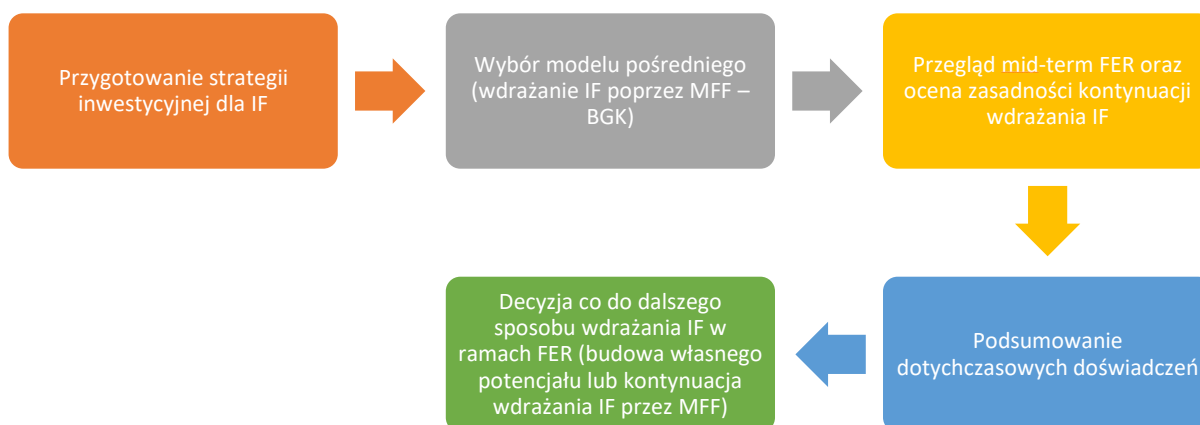 Przygotowanie strategii
inwestycyjnej dla IF
Wybór modelu pośredniego
(wdrażanie IF poprzez MFF –
BGK)
Przegląd mid-term FER oraz
ocena zasadności kontynuacji
wdrażania IF
Podsumowanie
dotychczasowych doświadczeń
Decyzja co do dalszego
sposobu wdrażania IF w
ramach FER (budowa własnego
potencjału lub kontynuacja
wdrażania IF przez MFF)